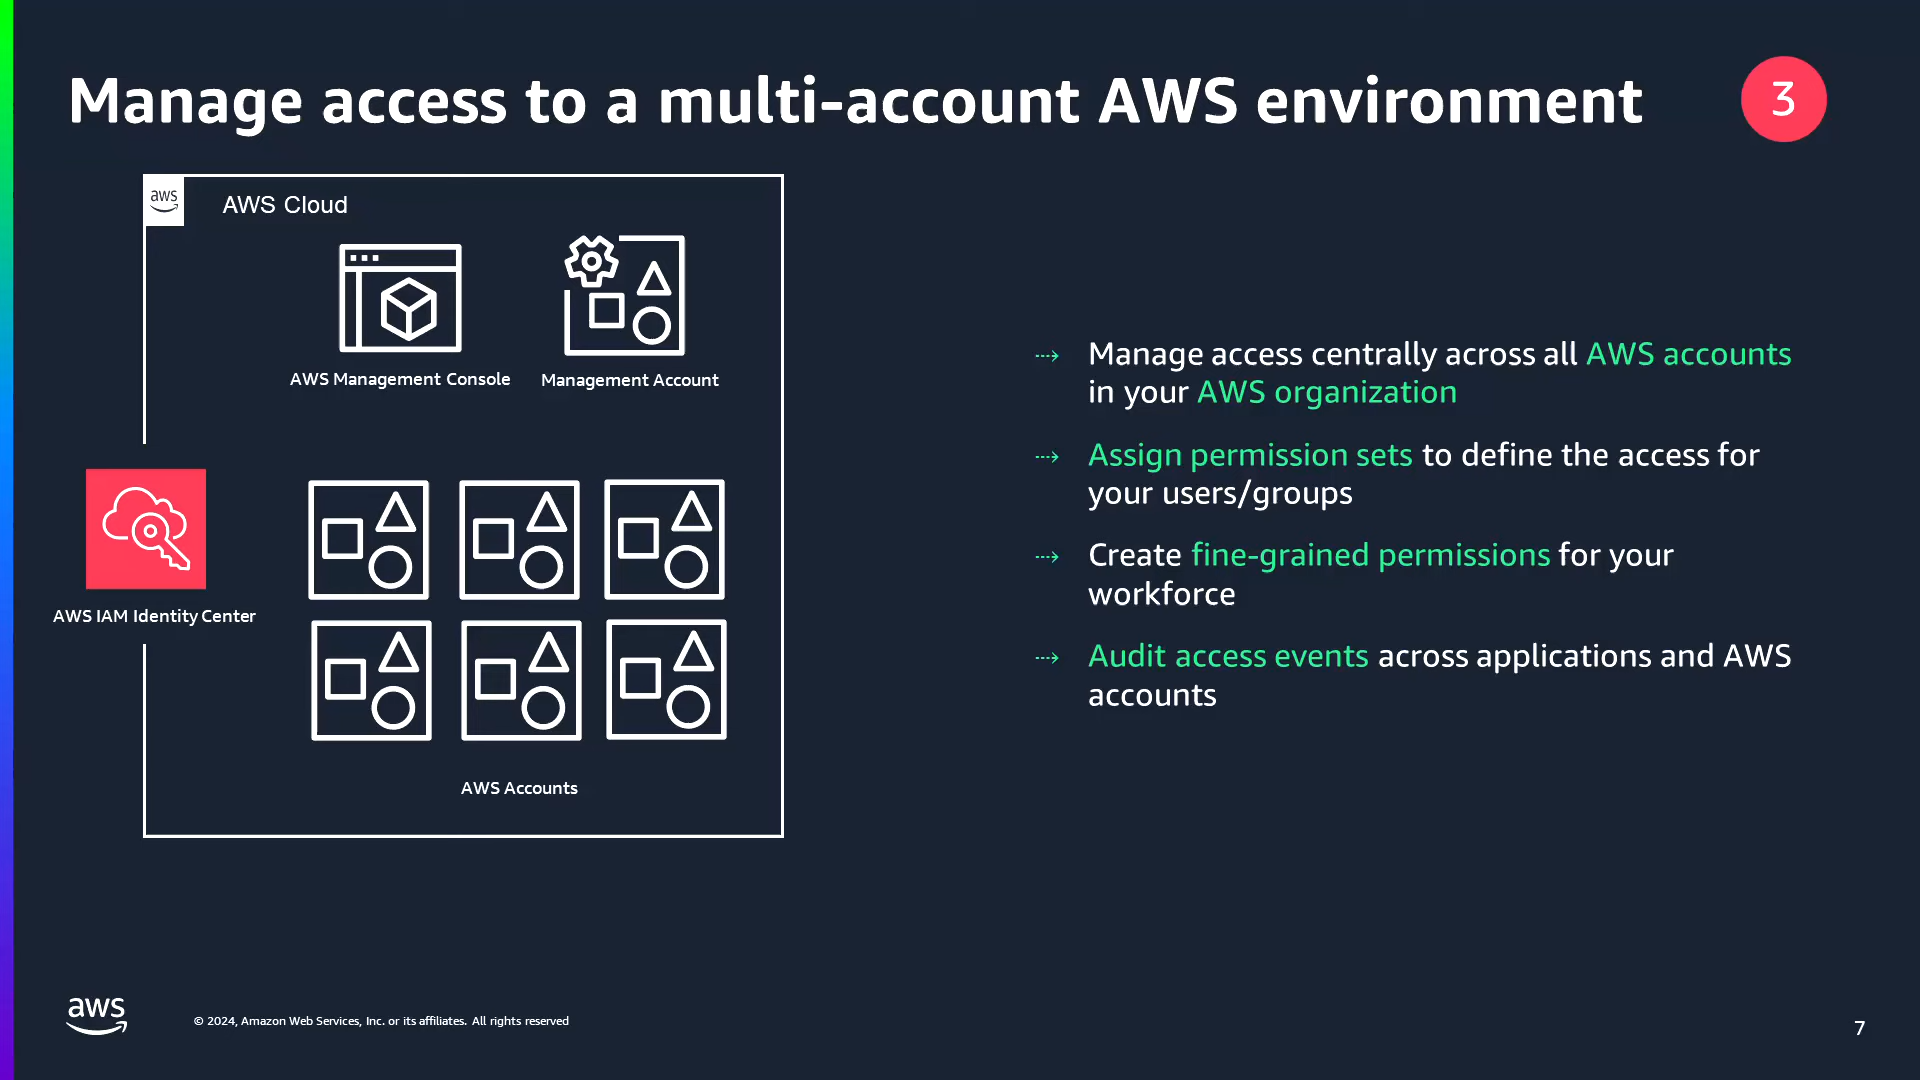 Manage access to a multi-account AWS environment
3
aws
AWS Cloud
AWS Management Console
Management Account
AWS IAM Identity Center
AWS Accounts
Manage access centrally across all AWS accounts
in your AWS organization
Assign permission sets to define the access for
your users/groups
Create fine-grained permissions for your
workforce
Audit access events across applications and AWS
accounts
aws
© 2024, Amazon Web Services, Inc. or its affiliates. All rights reserved
7